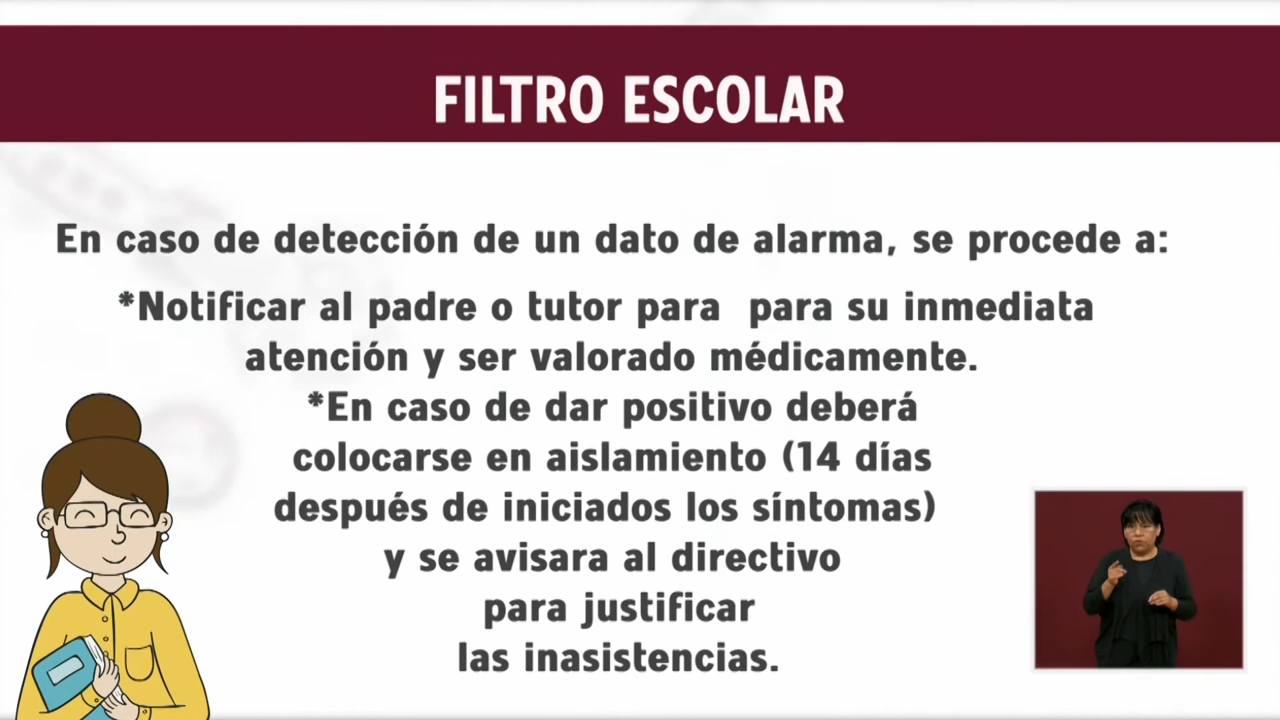 FILTRO ESCOLAR
En caso de detección de un dato de alarma, se procede a:
*Notificar al padre o tutor para para su inmediata
atención y ser valorado médicamente.
*En caso de dar positivo deberá
colocarse en aislamiento (14 días
después de iniciados los síntomas)
y se avisara al directivo
para justificar
las inasistencias.